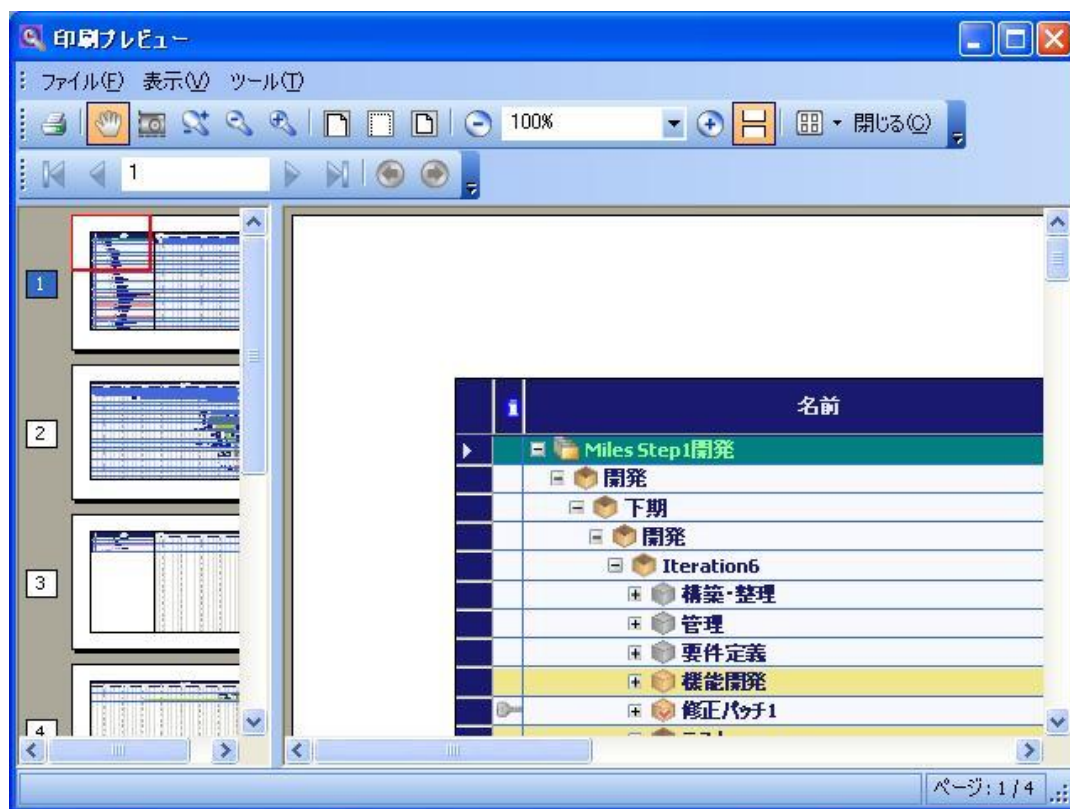 印刷プレビュー
ファイル(F) 表示(V) ツール(T)
100% 閉じる(C)
1
1
2
3
4
i 名前
Miles Step1開発
開発
下期
開発
Iteration6
構築・整理
管理
要件定義
機能開発
修正パッチ1
ページ: 1 / 4